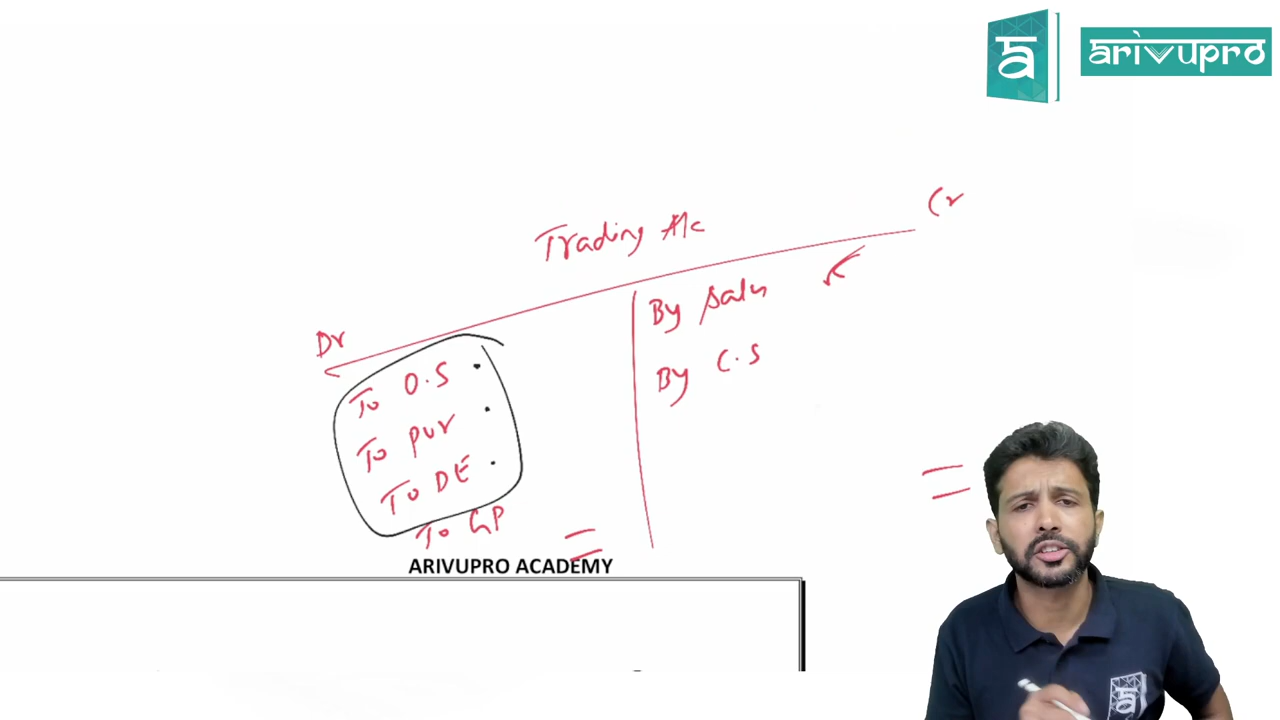 arivupro
Trading A/c
Cr
Dr
To O.S
To pur
To DE
To GP
By Sales
By C.S
ARIVUPRO ACADEMY